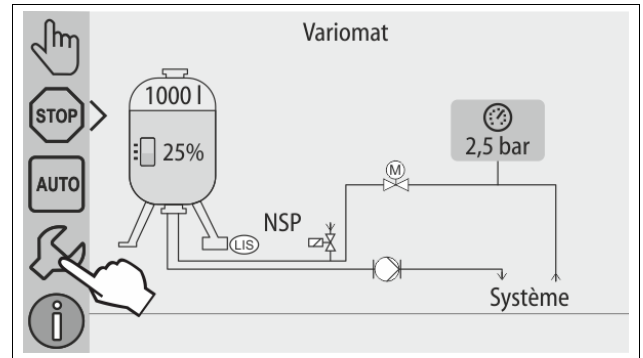 Variomat
STOP
AUTO
i
1000 l
25%
LIS
NSP
M
2,5 bar
Système